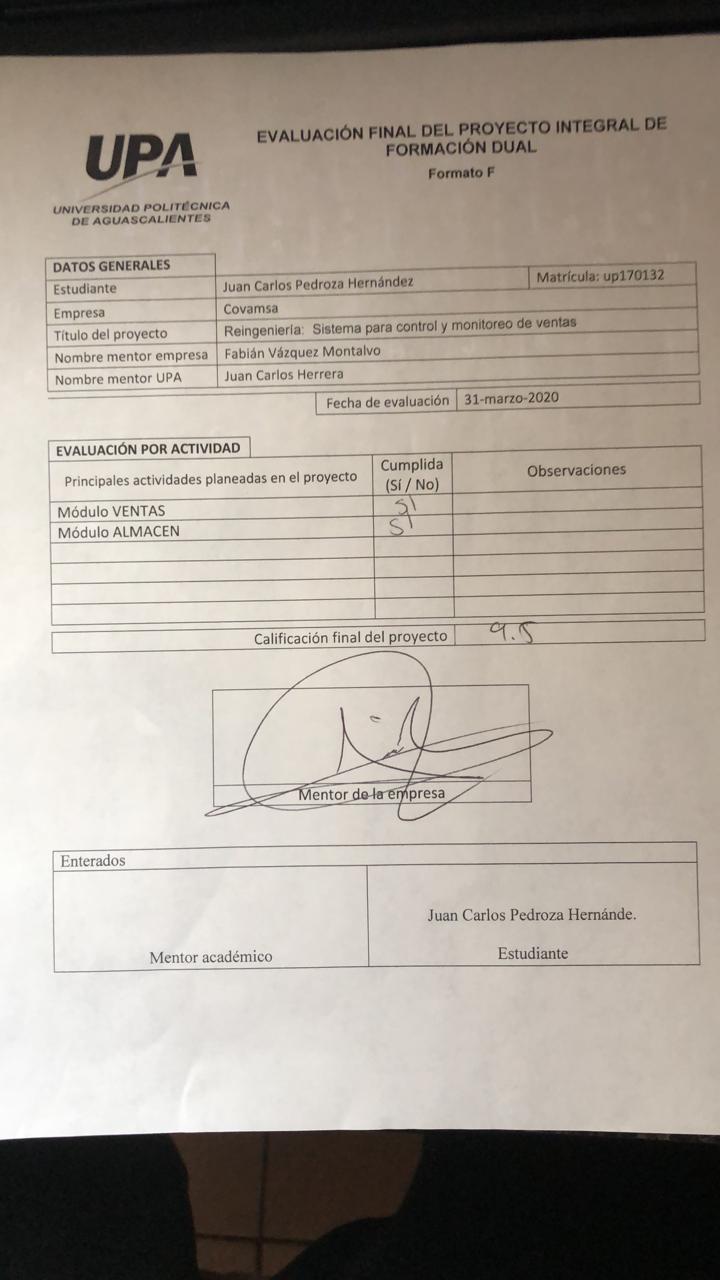 UPA
UNIVERSIDAD POLITÉCNICA
DE AGUASCALIENTES
EVALUACIÓN FINAL DEL PROYECTO INTEGRAL DE
FORMACIÓN DUAL
Formato F
DATOS GENERALES
Estudiante Juan Carlos Pedroza Hernández Matrícula: up170132
Empresa Covamsa
Título del proyecto Reingeniería: Sistema para control y monitoreo de ventas
Nombre mentor empresa Fabián Vázquez Montalvo
Nombre mentor UPA Juan Carlos Herrera
Fecha de evaluación 31-marzo-2020
EVALUACIÓN POR ACTIVIDAD
Principales actividades planeadas en el proyecto Cumplida (Sí / No) Observaciones
Módulo VENTAS SI
Módulo ALMACEN SI
Calificación final del proyecto 9.5
Mentor de la empresa
Enterados
Juan Carlos Pedroza Hernánde.
Mentor académico Estudiante